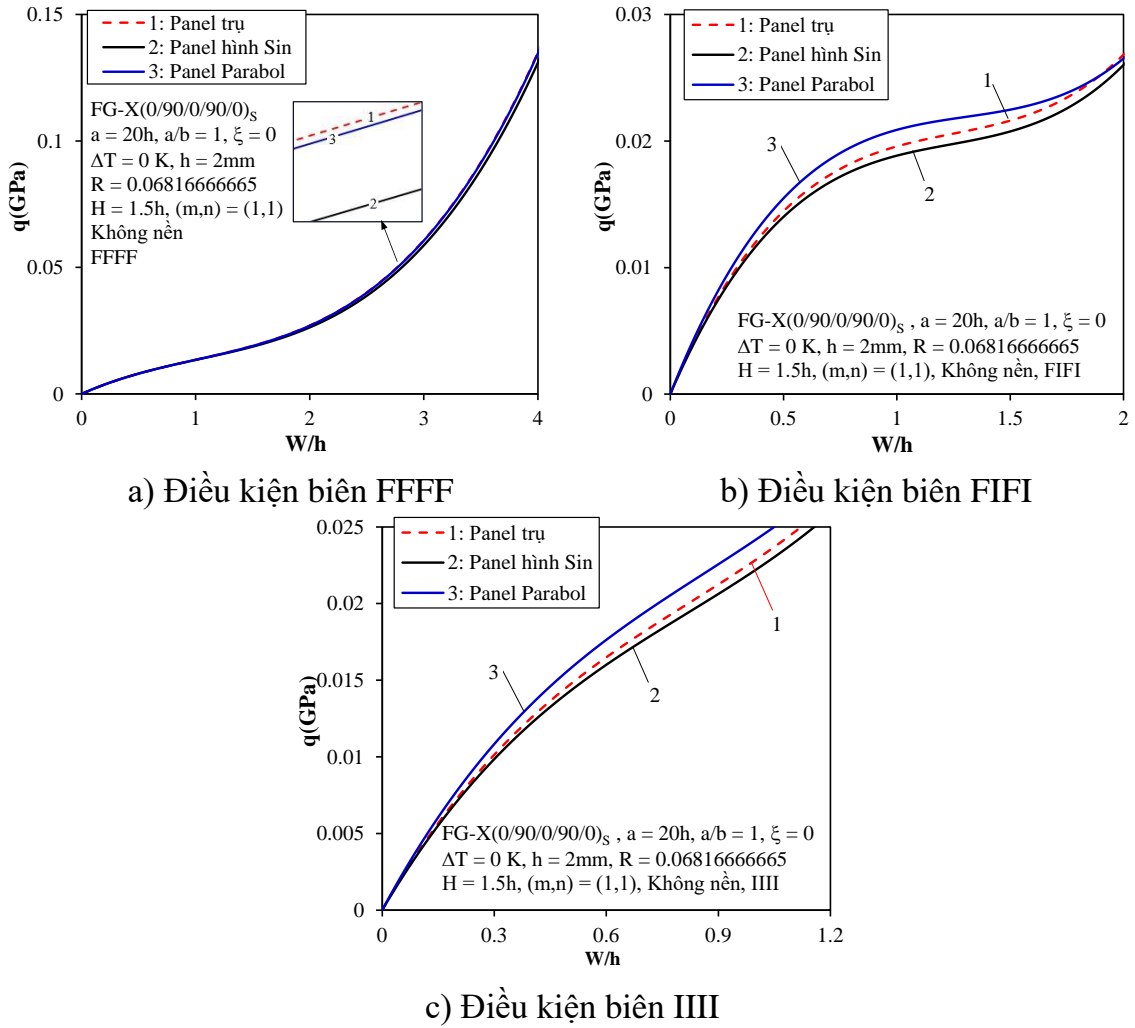 0.15
0.1
0.05
0
0
1
2
3
4
q(GPa)
W/h
1: Panel trụ
2: Panel hình Sin
3: Panel Parabol
FG-X(0/90/0/90/0)S
a = 20h, a/b = 1, ξ = 0
ΔT = 0 K, h = 2mm
R = 0.06816666665
H = 1.5h, (m,n) = (1,1)
Không nền
FFFF
1
3
2
a) Điều kiện biên FFFF
0.03
0.02
0.01
0
0
0.5
1
1.5
2
q(GPa)
W/h
1: Panel trụ
2: Panel hình Sin
3: Panel Parabol
1
3
2
FG-X(0/90/0/90/0)S , a = 20h, a/b = 1, ξ = 0
ΔT = 0 K, h = 2mm, R = 0.06816666665
H = 1.5h, (m,n) = (1,1), Không nền, FIFI
b) Điều kiện biên FIFI
0.025
0.02
0.015
0.01
0.005
0
0
0.3
0.6
0.9
1.2
q(GPa)
W/h
1: Panel trụ
2: Panel hình Sin
3: Panel Parabol
3
1
2
FG-X(0/90/0/90/0)S , a = 20h, a/b = 1, ξ = 0
ΔT = 0 K, h = 2mm, R = 0.06816666665
H = 1.5h, (m,n) = (1,1), Không nền, IIII
c) Điều kiện biên IIII